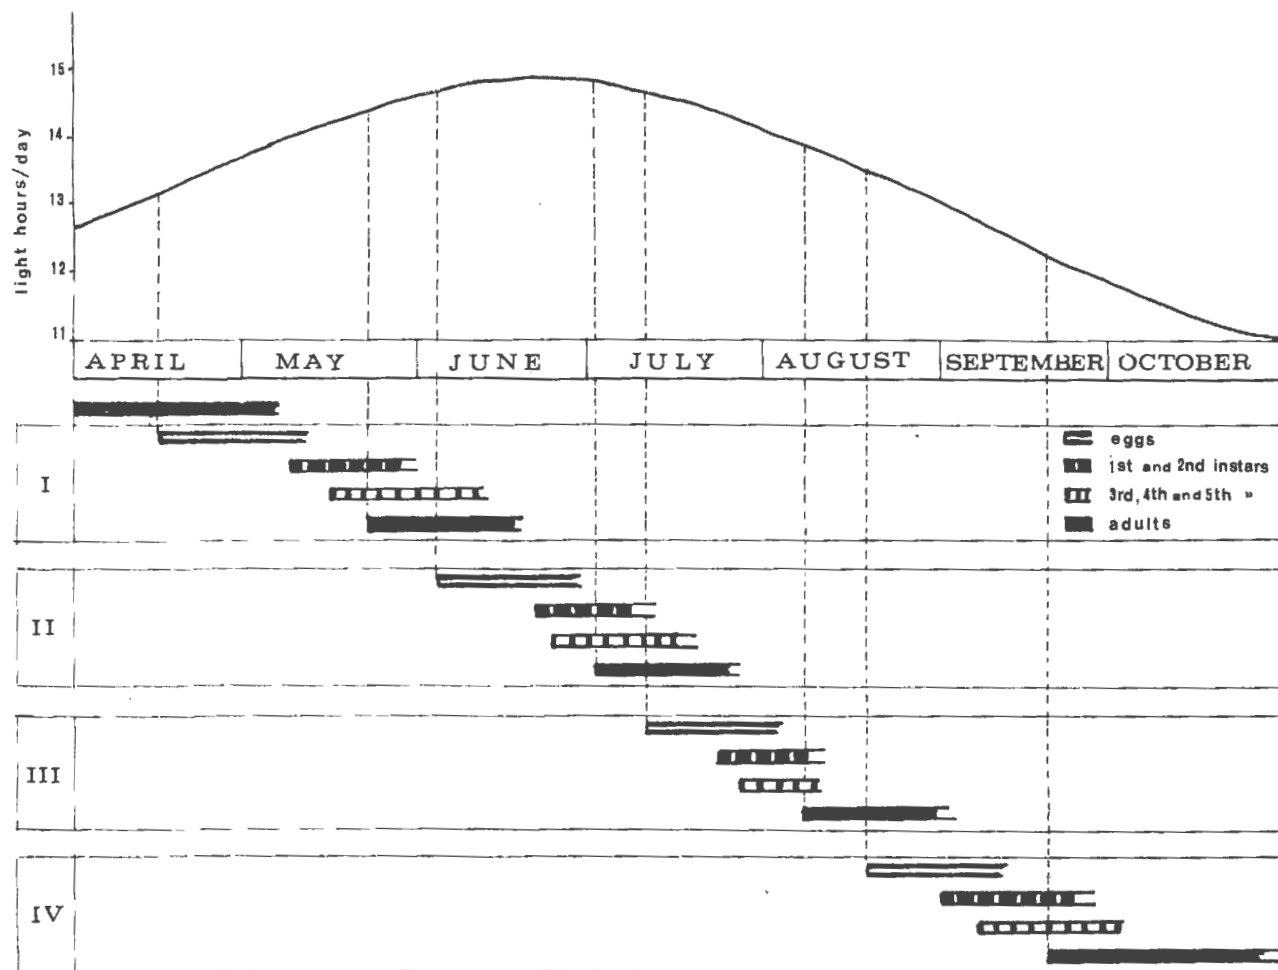 15
14
13
12
11
light hours/day
APRIL MAY JUNE JULY AUGUST SEPTEMBER OCTOBER
eggs
1st and 2nd instars
3rd, 4th and 5th »
adults
I
II
III
IV